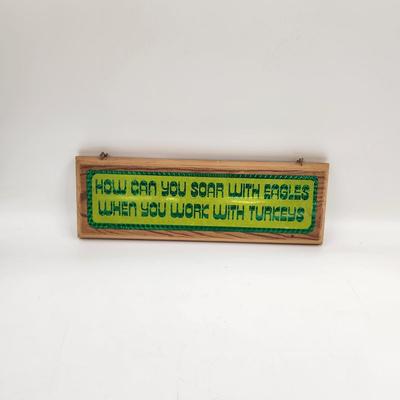 HOW CAN YOU SOAR WITH EAGLES
WHEN YOU WORK WITH TURKEYS